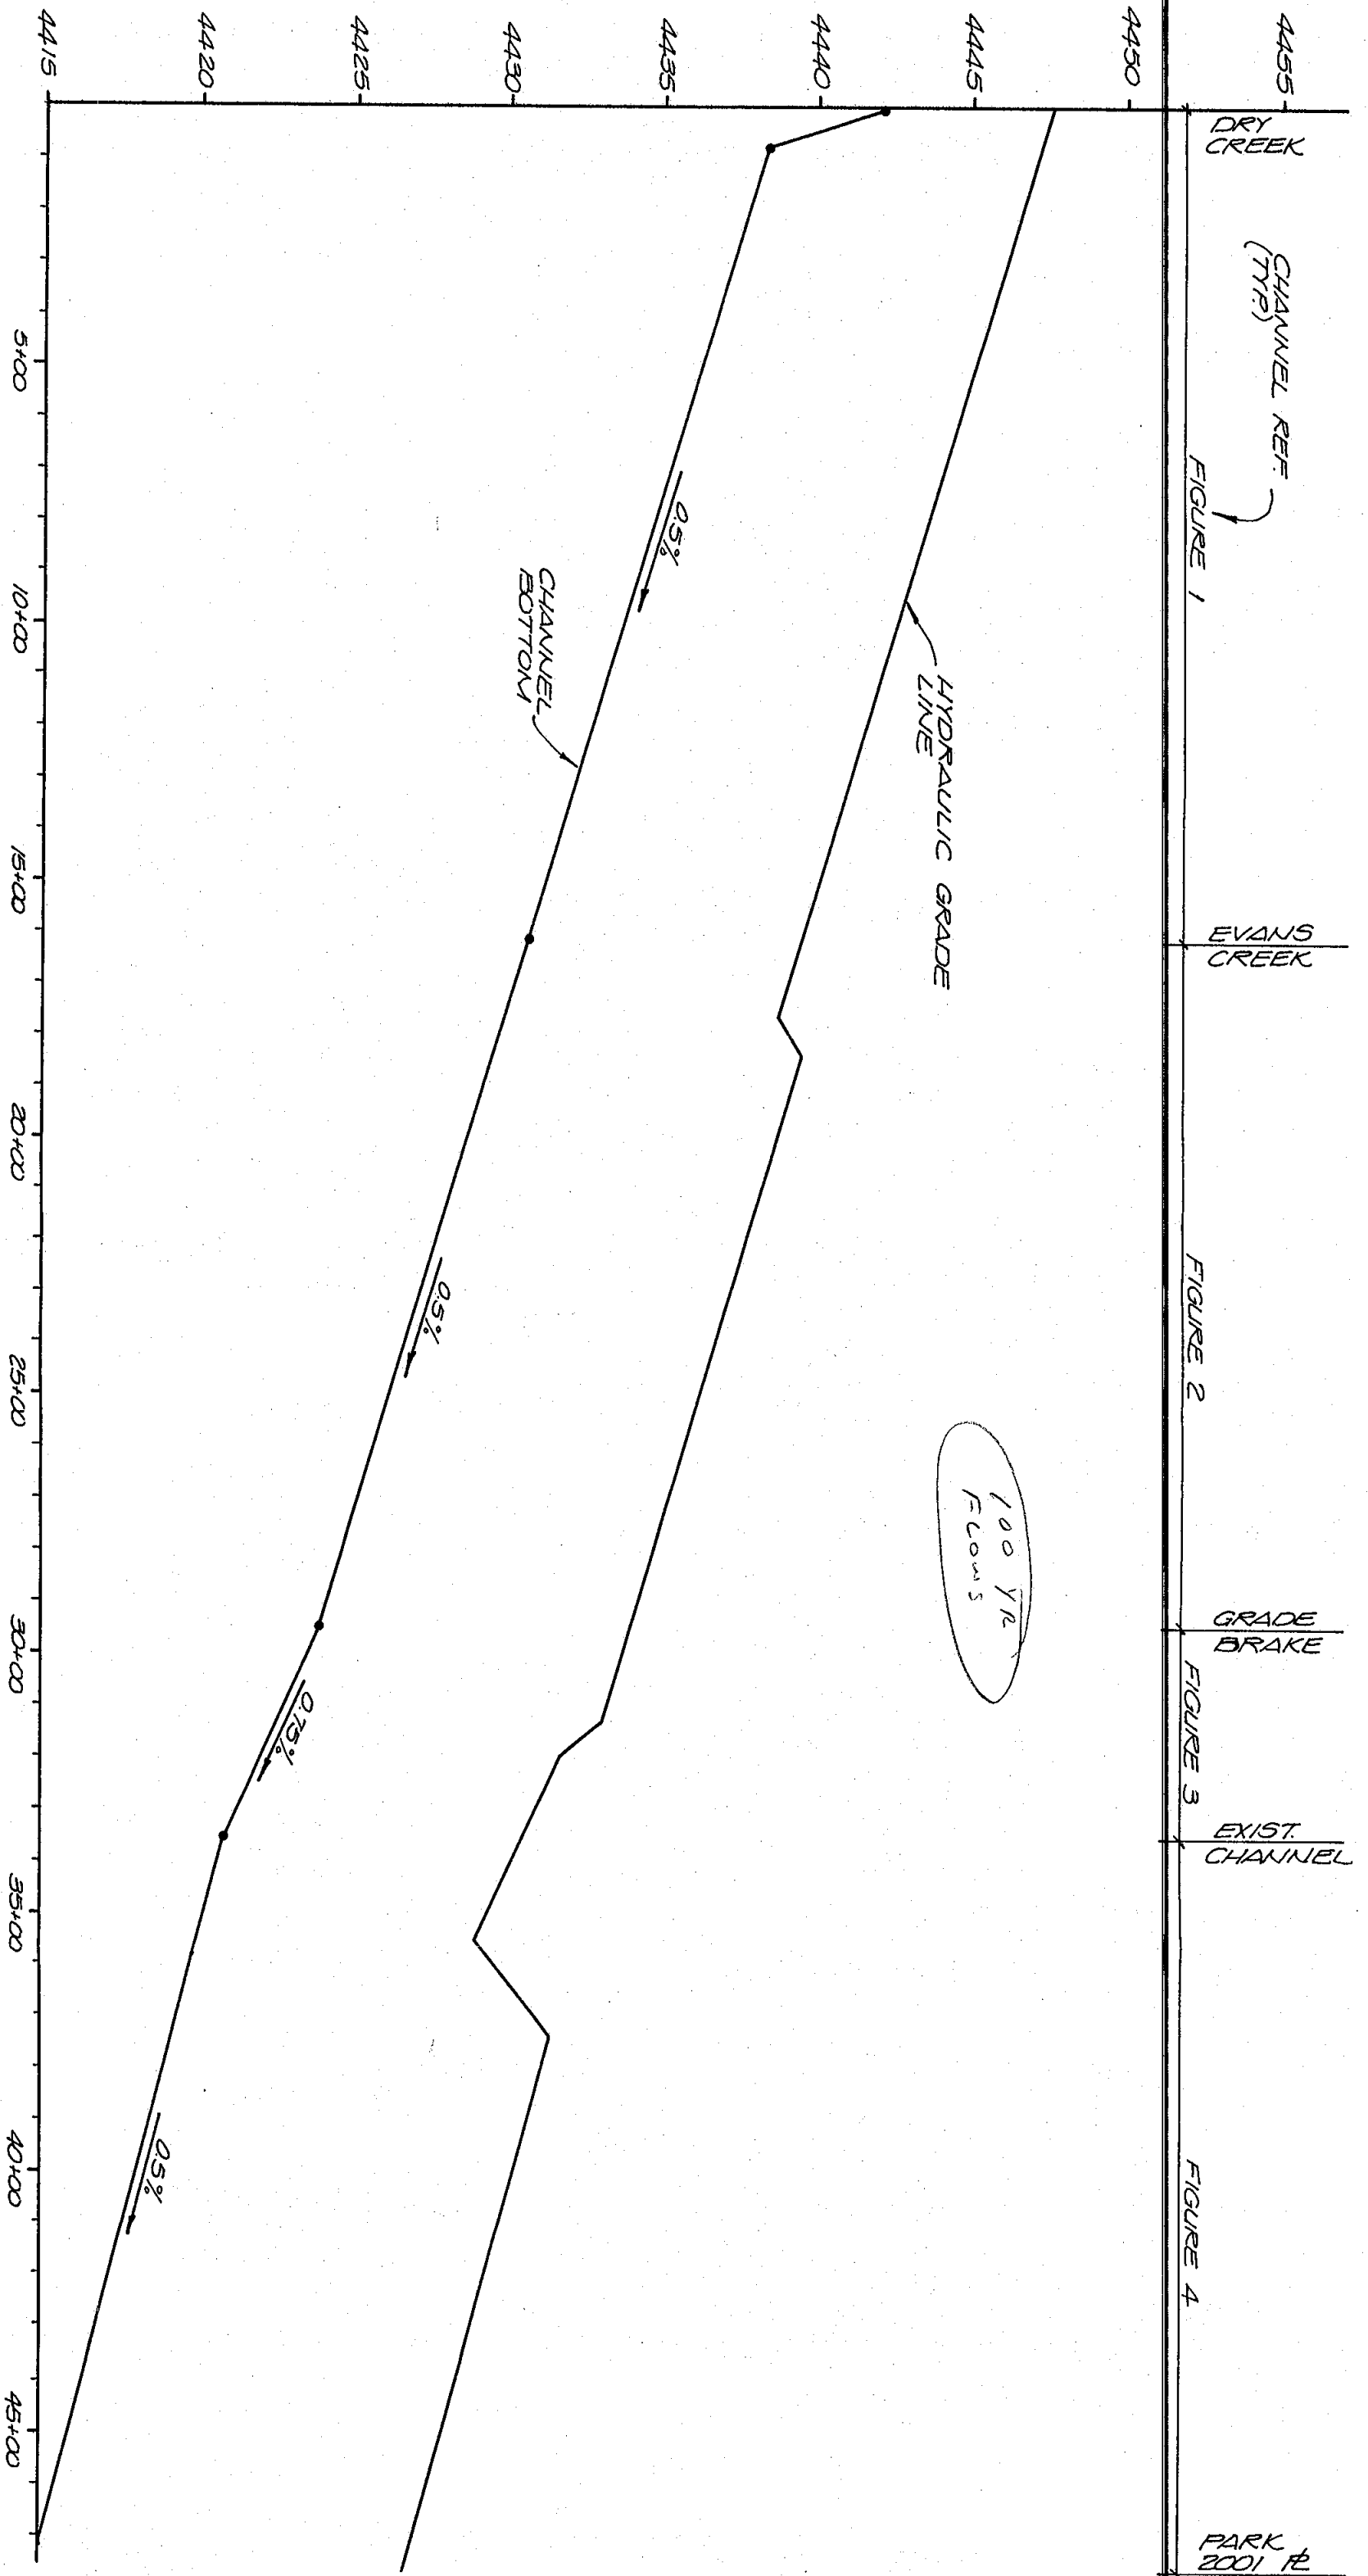 DRY
CREEK
EVANS
CREEK
GRADE
BRAKE
EXIST.
CHANNEL
PARK
2001 PL
CHANNEL REF.
(TYP.)
FIGURE 1
FIGURE 2
FIGURE 3
FIGURE 4
4455
4450
4445
4440
4435
4430
4425
4420
4415
HYDRAULIC GRADE
LINE
100 YR
FLOWS
0.5%
CHANNEL
BOTTOM
0.5%
0.75%
0.5%
5+00
10+00
15+00
20+00
25+00
30+00
35+00
40+00
45+00